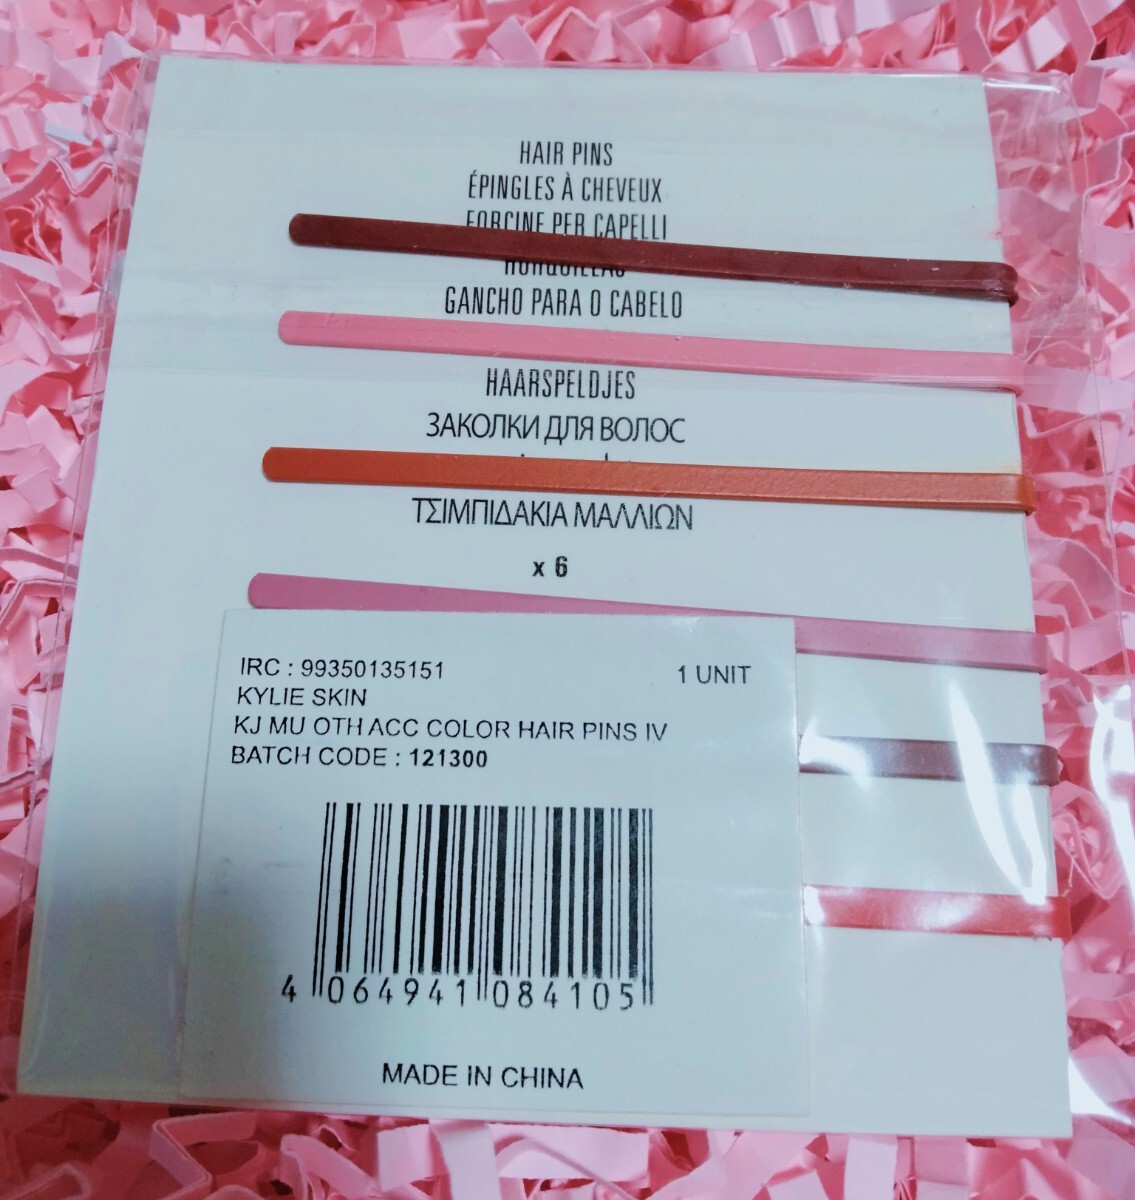 HAIR PINS
ÉPINGLES À CHEVEUX
FORCINE PER CAPELLI
HORQUILLAS
GANCHO PARA O CABELO
HAARSPELDJES
ЗАКОЛКИ ДЛЯ ВОЛОС
ΤΣΙΜΠΙΔΑΚΙΑ ΜΑΛΛΙΩΝ
x 6
IRC : 99350135151 1 UNIT
KYLIE SKIN
KJ MU OTH ACC COLOR HAIR PINS IV
BATCH CODE : 121300
4 064941 084105
MADE IN CHINA